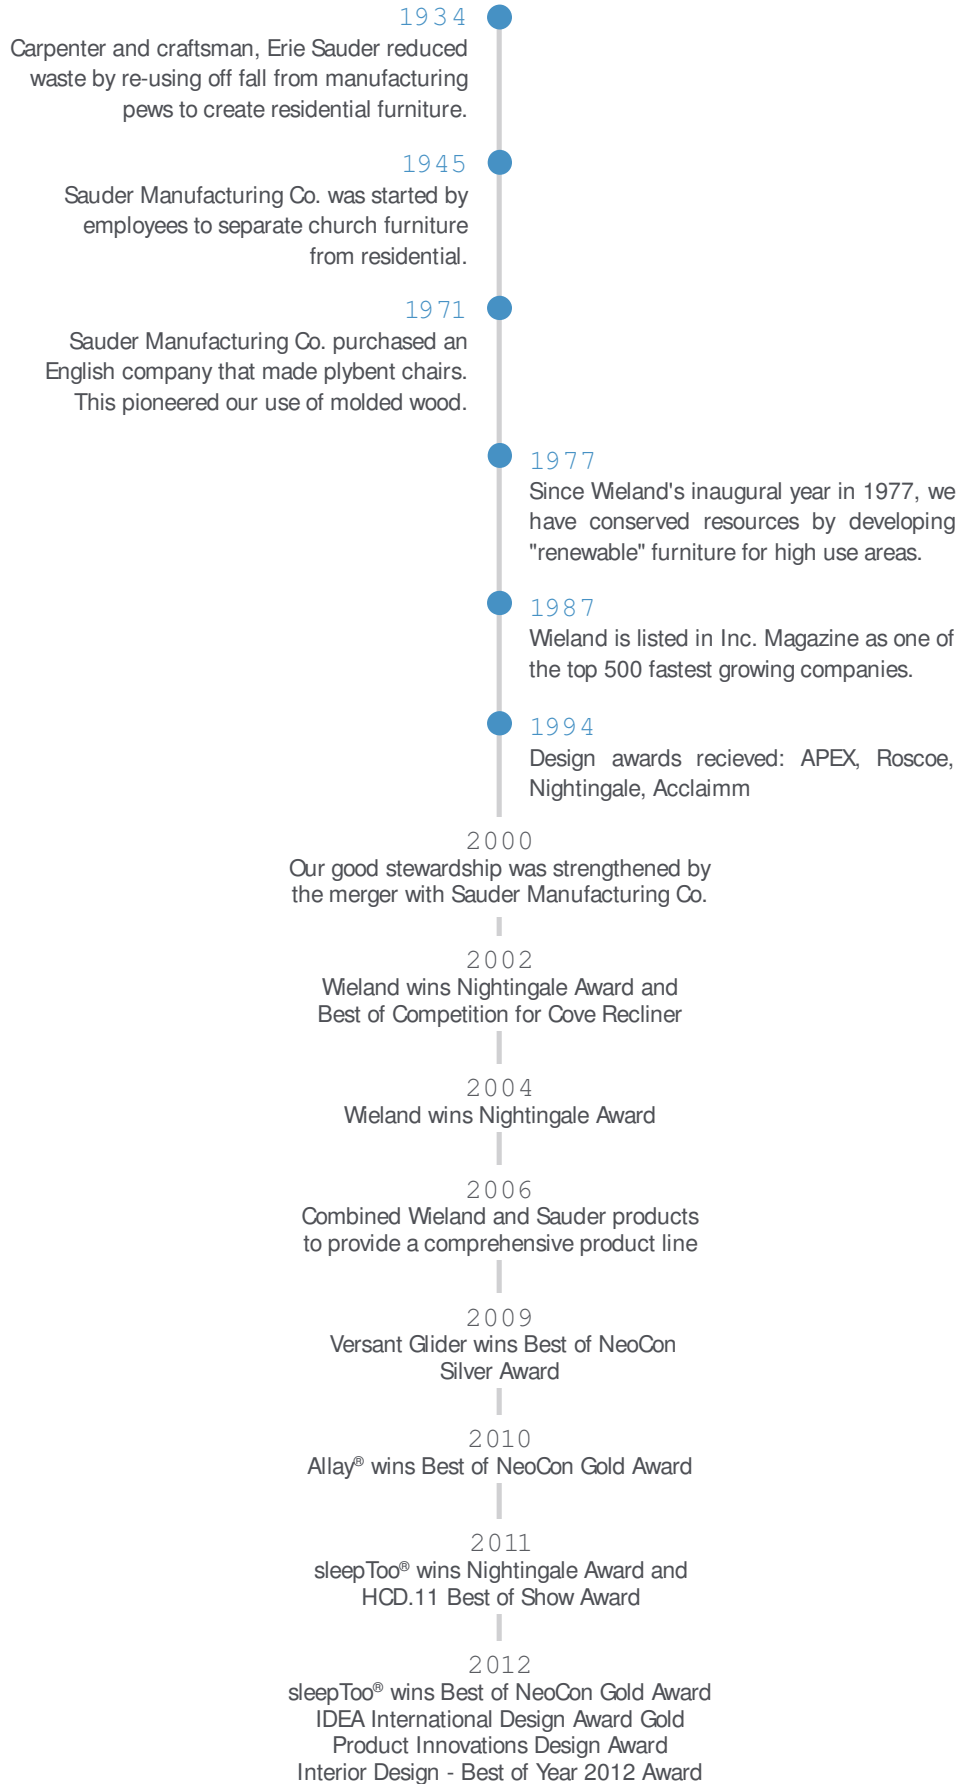 1934
Carpenter and craftsman, Erie Sauder reduced
waste by re-using off fall from manufacturing
pews to create residential furniture.
1945
Sauder Manufacturing Co. was started by
employees to separate church furniture
from residential.
1971
Sauder Manufacturing Co. purchased an
English company that made plybent chairs.
This pioneered our use of molded wood.
1977
Since Wieland's inaugural year in 1977, we
have conserved resources by developing
"renewable" furniture for high use areas.
1987
Wieland is listed in Inc. Magazine as one of
the top 500 fastest growing companies.
1994
Design awards recieved: APEX, Roscoe,
Nightingale, Acclaimm
2000
Our good stewardship was strengthened by
the merger with Sauder Manufacturing Co.
2002
Wieland wins Nightingale Award and
Best of Competition for Cove Recliner
2004
Wieland wins Nightingale Award
2006
Combined Wieland and Sauder products
to provide a comprehensive product line
2009
Versant Glider wins Best of NeoCon
Silver Award
2010
Allay® wins Best of NeoCon Gold Award
2011
sleepToo® wins Nightingale Award and
HCD.11 Best of Show Award
2012
sleepToo® wins Best of NeoCon Gold Award
IDEA International Design Award Gold
Product Innovations Design Award
Interior Design - Best of Year 2012 Award